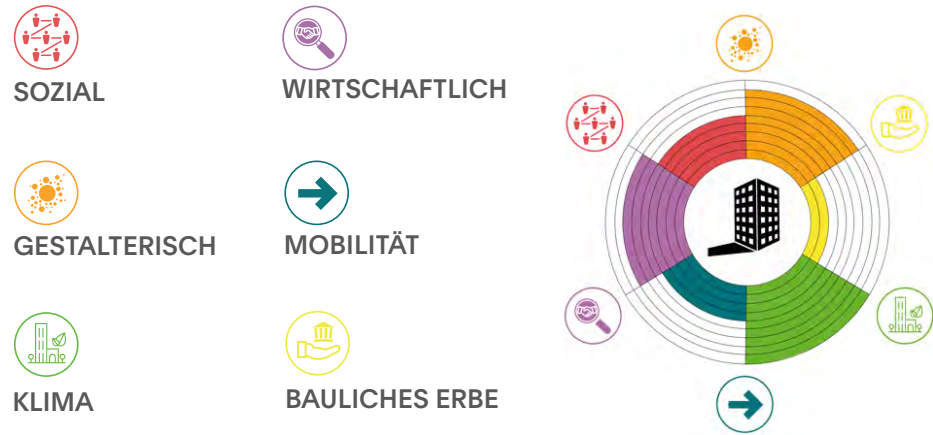 SOZIAL
WIRTSCHAFTLICH
GESTALTERISCH
MOBILITÄT
KLIMA
BAULICHES ERBE